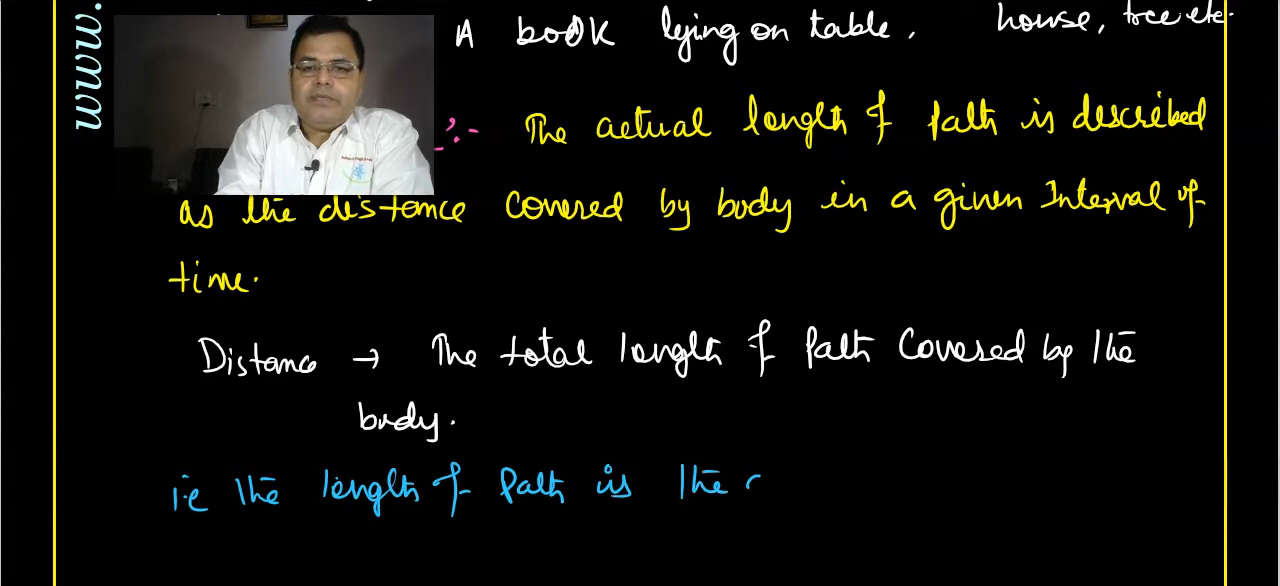 www.
A book lying on table. house, tree etc.
:- The actual length of Path is described
as the distance covered by body in a given Interval of
time.
Distance → The total length of Path Covered by the
body.
i.e the length of Path is the